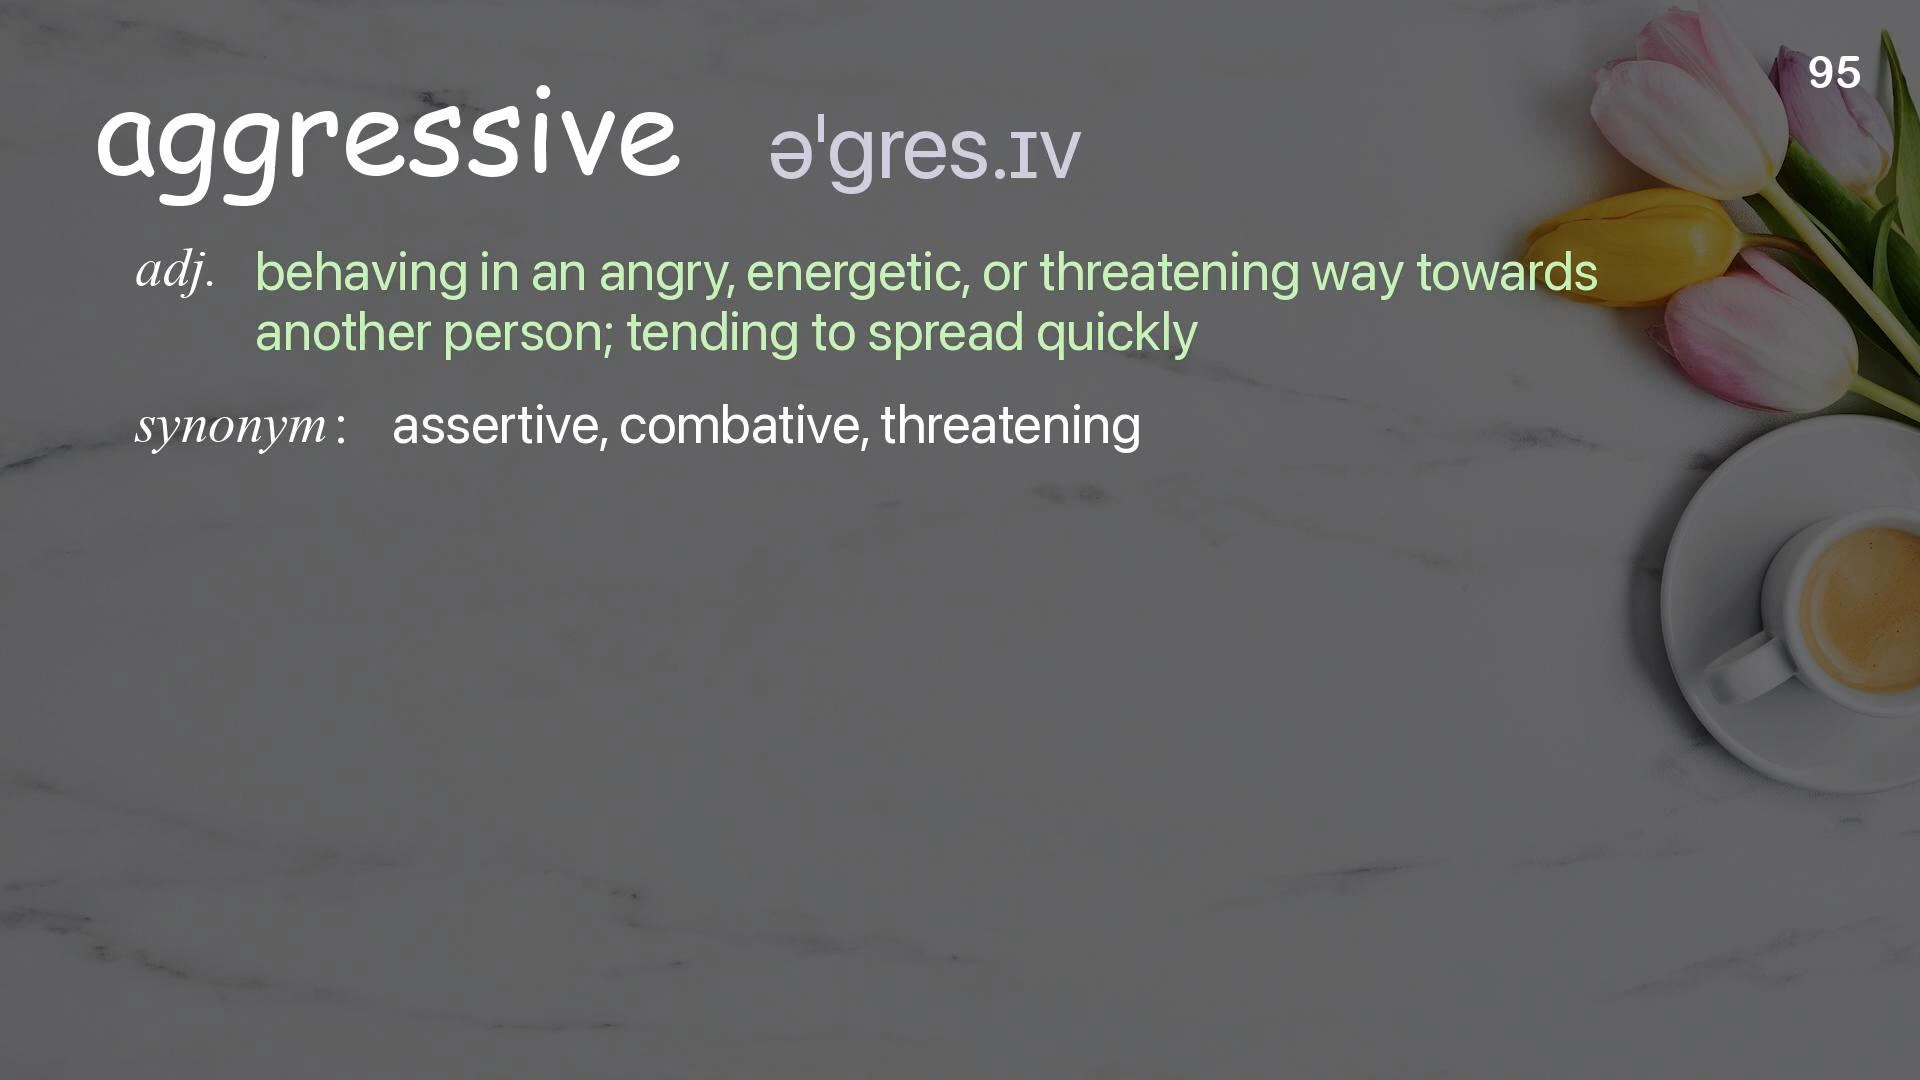 95
aggressive əˈgres.ɪv
adj. behaving in an angry, energetic, or threatening way towards
another person; tending to spread quickly
synonym : assertive, combative, threatening